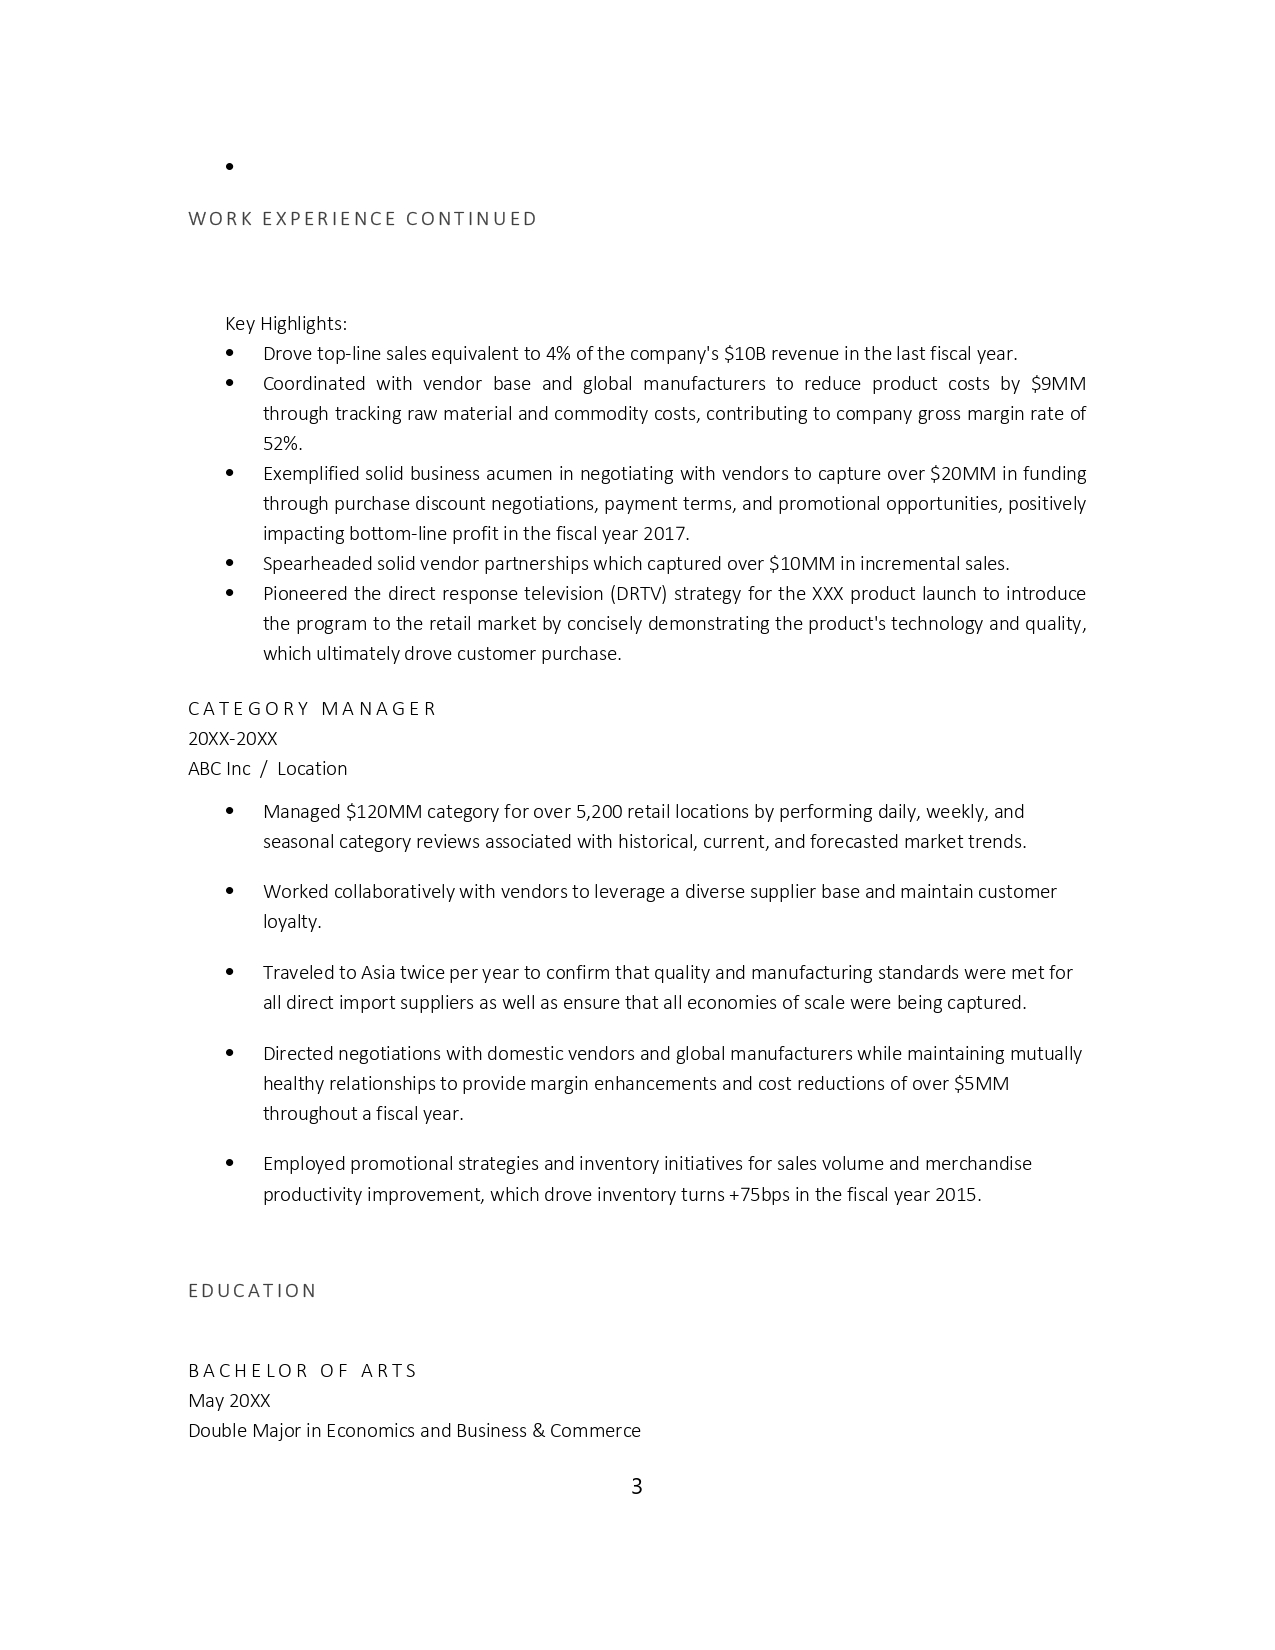 •
WORK EXPERIENCE CONTINUED
Key Highlights:
• Drove top-line sales equivalent to 4% of the company's $10B revenue in the last fiscal year.
• Coordinated with vendor base and global manufacturers to reduce product costs by $9MM
through tracking raw material and commodity costs, contributing to company gross margin rate of
52%.
• Exemplified solid business acumen in negotiating with vendors to capture over $20MM in funding
through purchase discount negotiations, payment terms, and promotional opportunities, positively
impacting bottom-line profit in the fiscal year 2017.
• Spearheaded solid vendor partnerships which captured over $10MM in incremental sales.
• Pioneered the direct response television (DRTV) strategy for the XXX product launch to introduce
the program to the retail market by concisely demonstrating the product's technology and quality,
which ultimately drove customer purchase.
CATEGORY MANAGER
20XX-20XX
ABC Inc / Location
• Managed $120MM category for over 5,200 retail locations by performing daily, weekly, and
seasonal category reviews associated with historical, current, and forecasted market trends.
• Worked collaboratively with vendors to leverage a diverse supplier base and maintain customer
loyalty.
• Traveled to Asia twice per year to confirm that quality and manufacturing standards were met for
all direct import suppliers as well as ensure that all economies of scale were being captured.
• Directed negotiations with domestic vendors and global manufacturers while maintaining mutually
healthy relationships to provide margin enhancements and cost reductions of over $5MM
throughout a fiscal year.
• Employed promotional strategies and inventory initiatives for sales volume and merchandise
productivity improvement, which drove inventory turns +75bps in the fiscal year 2015.
EDUCATION
BACHELOR OF ARTS
May 20XX
Double Major in Economics and Business & Commerce
3